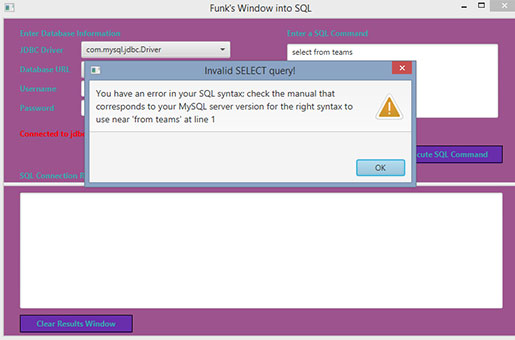 Funk's Window into SQL
Enter Database Information
Enter a SQL Command
JDBC Driver
com.mysql.jdbc.Driver
select from teams
Database URL
Invalid SELECT query!
Username
You have an error in your SQL syntax; check the manual that
corresponds to your MySQL server version for the right syntax to
use near 'from teams' at line 1
Password
Connected to jdbc
OK
cute SQL Command
SQL Connection
Clear Results Window